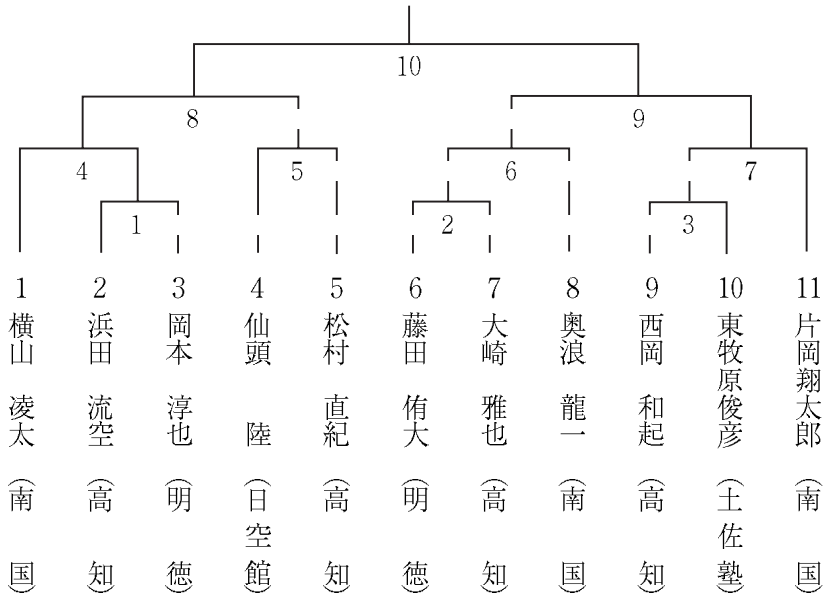 10
8
9
4
5
6
7
1
2
3
1 横山 凌太 (南 国)
2 浜田 流空 (高 知)
3 岡本 淳也 (明 徳)
4 仙頭 陸 (日空館)
5 松村 直紀 (高 知)
6 藤田 侑大 (明 徳)
7 大崎 雅也 (高 知)
8 奥浪 龍一 (南 国)
9 西岡 和起 (高 知)
10 東牧原俊彦 (土佐塾)
11 片岡翔太郎 (南 国)